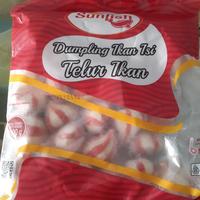 Sunfish
Dumpling Ikan Isi
Telur Ikan